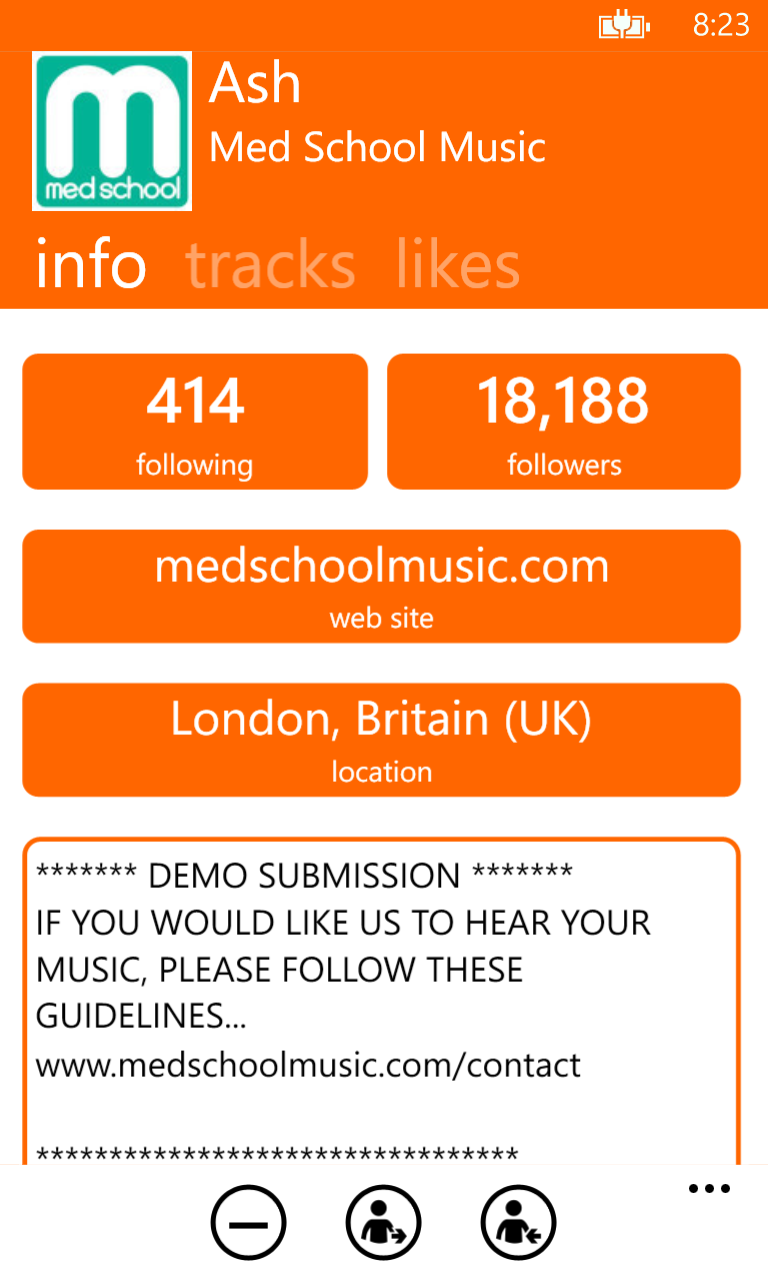 8:23
m
med school
Ash
Med School Music
info tracks likes
414
following
18,188
followers
medschoolmusic.com
web site
London, Britain (UK)
location
******* DEMO SUBMISSION *******
IF YOU WOULD LIKE US TO HEAR YOUR
MUSIC, PLEASE FOLLOW THESE
GUIDELINES...
www.medschoolmusic.com/contact
*********************************